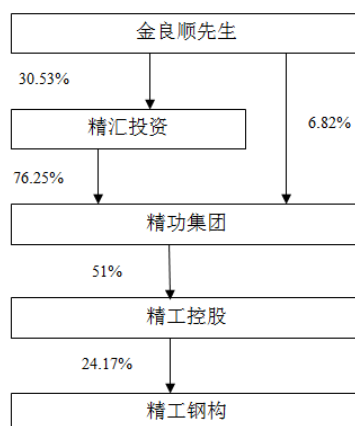 金良顺先生
30.53%
精汇投资
6.82%
76.25%
精功集团
51%
精工控股
24.17%
精工钢构